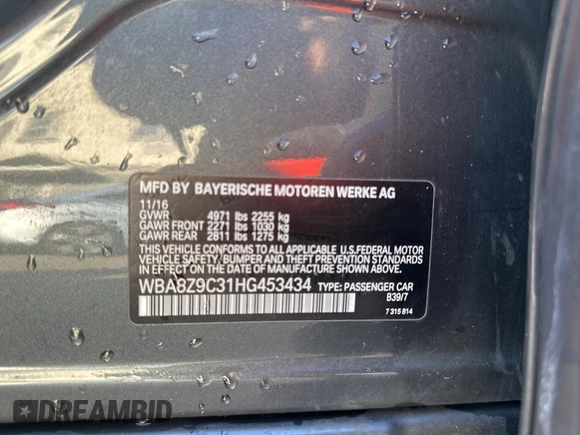 MFD BY BAYERISCHE MOTOREN WERKE AG
11/16
GVWR 4971 lbs 2255 kg
GAWR FRONT 2271 lbs 1030 kg
GAWR REAR 2811 lbs 1275 kg
THIS VEHICLE CONFORMS TO ALL APPLICABLE U.S.FEDERAL MOTOR
VEHICLE SAFETY, BUMPER AND THEFT PREVENTION STANDARDS
IN EFFECT ON THE DATE OF MANUFACTURE SHOWN ABOVE.
WBA8Z9C31HG453434 TYPE: PASSENGER CAR
B39/7
7 315 814
DREAMBID